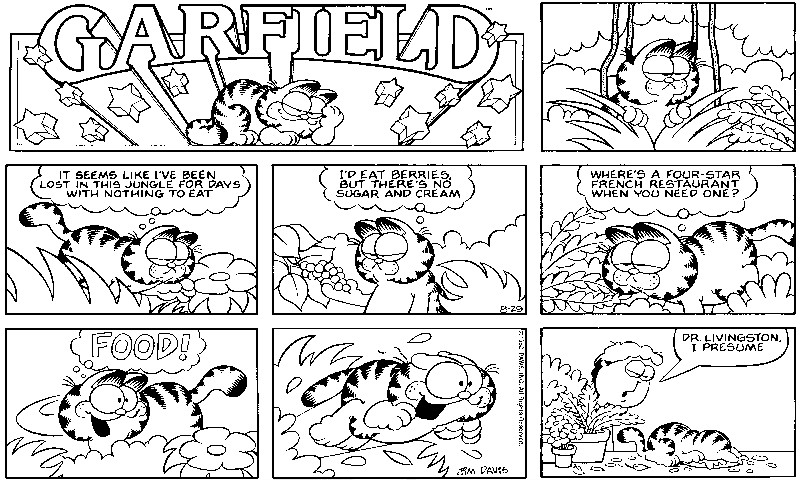 GARFIELD
IT SEEMS LIKE I'VE BEEN
LOST IN THIS JUNGLE FOR DAYS
WITH NOTHING TO EAT
I'D EAT BERRIES,
BUT THERE'S NO
SUGAR AND CREAM
8-29
WHERE'S A FOUR-STAR
FRENCH RESTAURANT
WHEN YOU NEED ONE?
FOOD!
JIM DAVIS
DR. LIVINGSTON,
I PRESUME